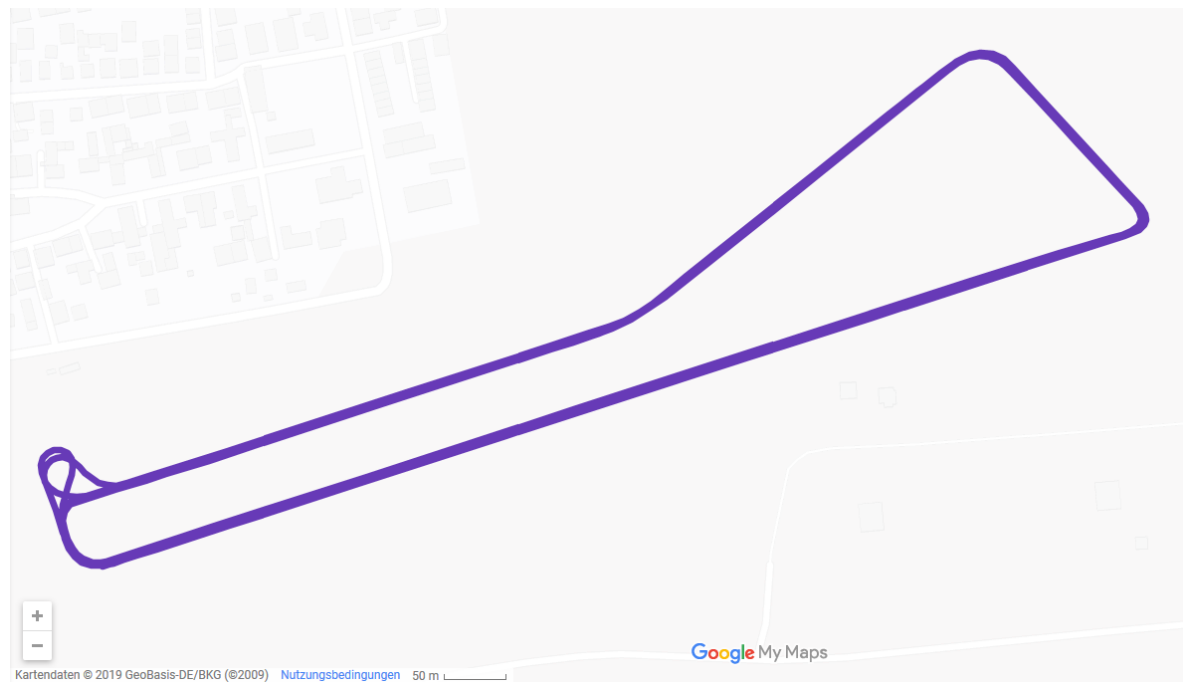 +
−
Google My Maps
Kartendaten © 2019 GeoBasis-DE/BKG (©2009) Nutzungsbedingungen 50 m